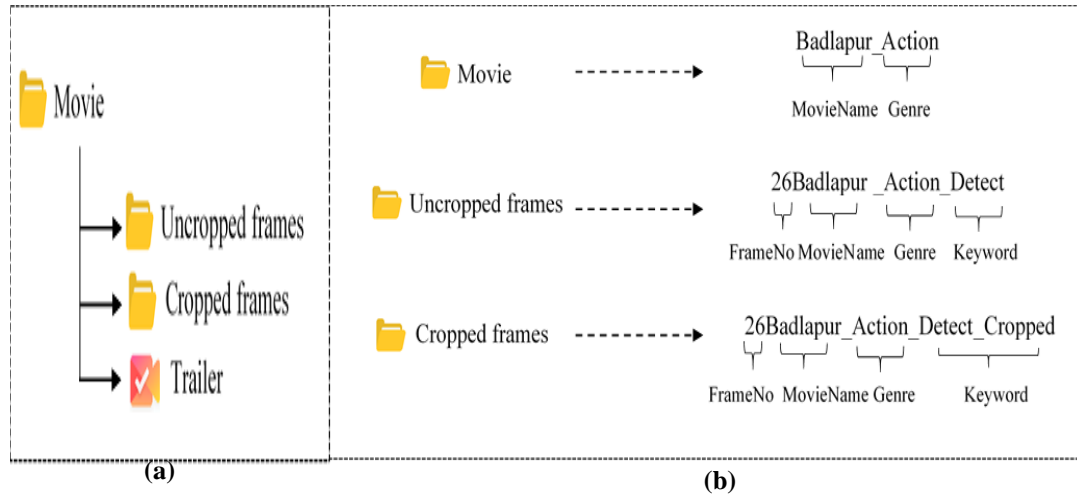 Movie
Uncropped frames
Cropped frames
Trailer
(a)
Movie
Badlapur_Action
MovieName Genre
Uncropped frames
26Badlapur _Action_Detect
FrameNo MovieName Genre Keyword
Cropped frames
26Badlapur_Action_Detect_Cropped
FrameNo MovieName Genre Keyword
(b)